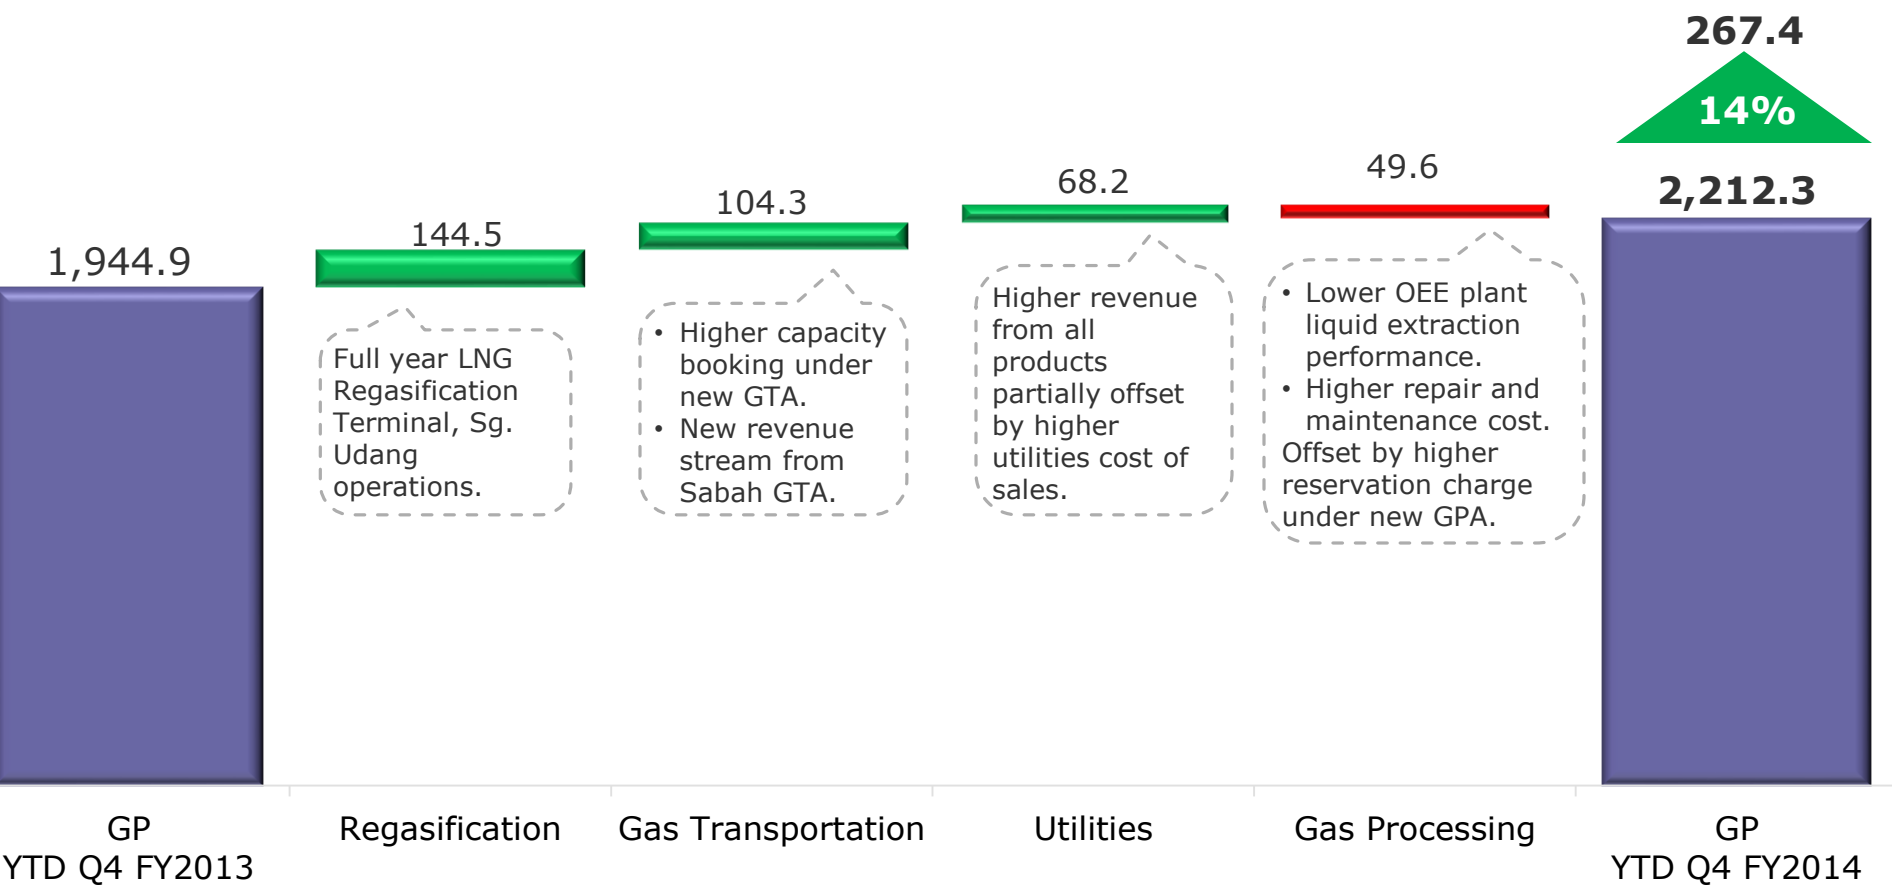 267.4
14%
2,212.3
49.6
68.2
104.3
144.5
1,944.9
Full year LNG
Regasification
Terminal, Sg.
Udang
operations.
• Higher capacity
booking under
new GTA.
• New revenue
stream from
Sabah GTA.
Higher revenue
from all
products
partially offset
by higher
utilities cost of
sales.
• Lower OEE plant
liquid extraction
performance.
• Higher repair and
maintenance cost.
Offset by higher
reservation charge
under new GPA.
GP
YTD Q4 FY2013
Regasification
Gas Transportation
Utilities
Gas Processing
GP
YTD Q4 FY2014